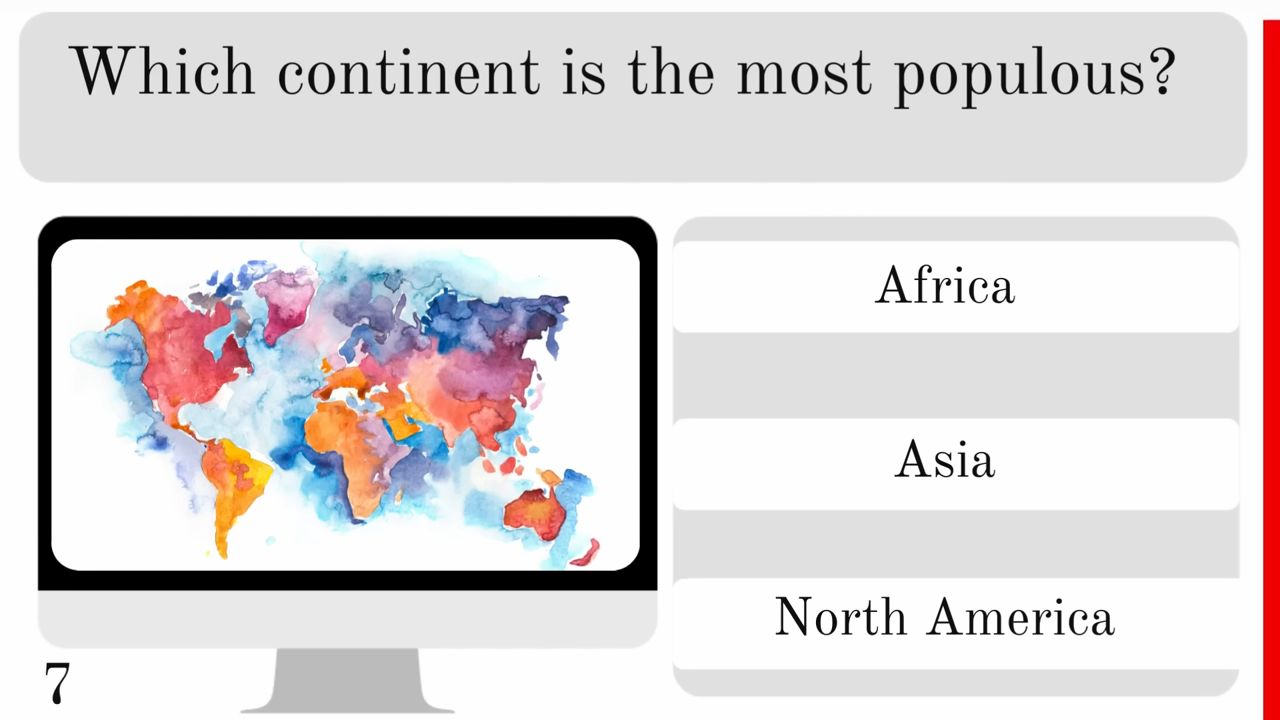 Which continent is the most populous?
Africa
Asia
North America
7